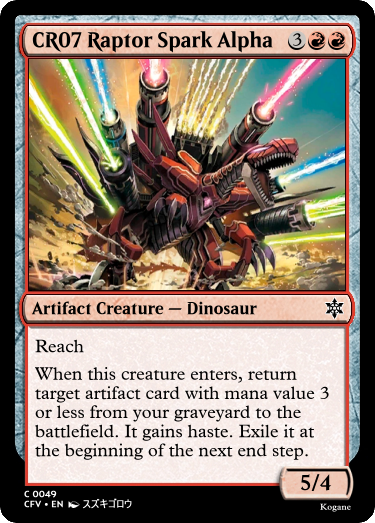 CR07 Raptor Spark Alpha 3
Artifact Creature — Dinosaur
Reach
When this creature enters, return
target artifact card with mana value 3
or less from your graveyard to the
battlefield. It gains haste. Exile it at
the beginning of the next end step.
5/4
C 0049
CFV • EN スズキゴロウ
Kogane